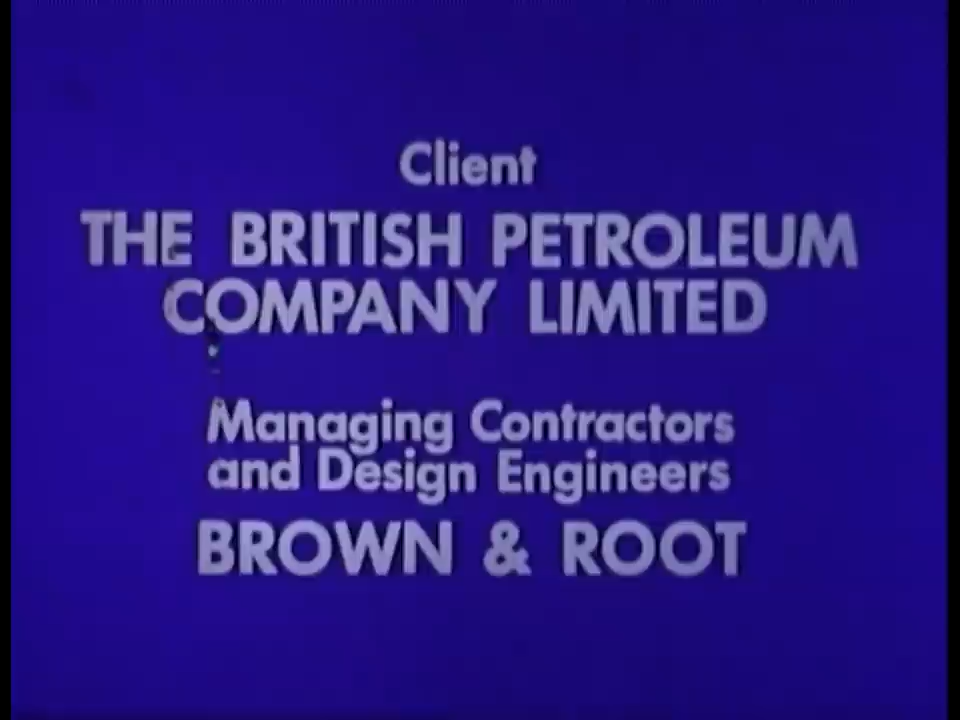 Client
THE BRITISH PETROLEUM
COMPANY LIMITED
Managing Contractors
and Design Engineers
BROWN & ROOT